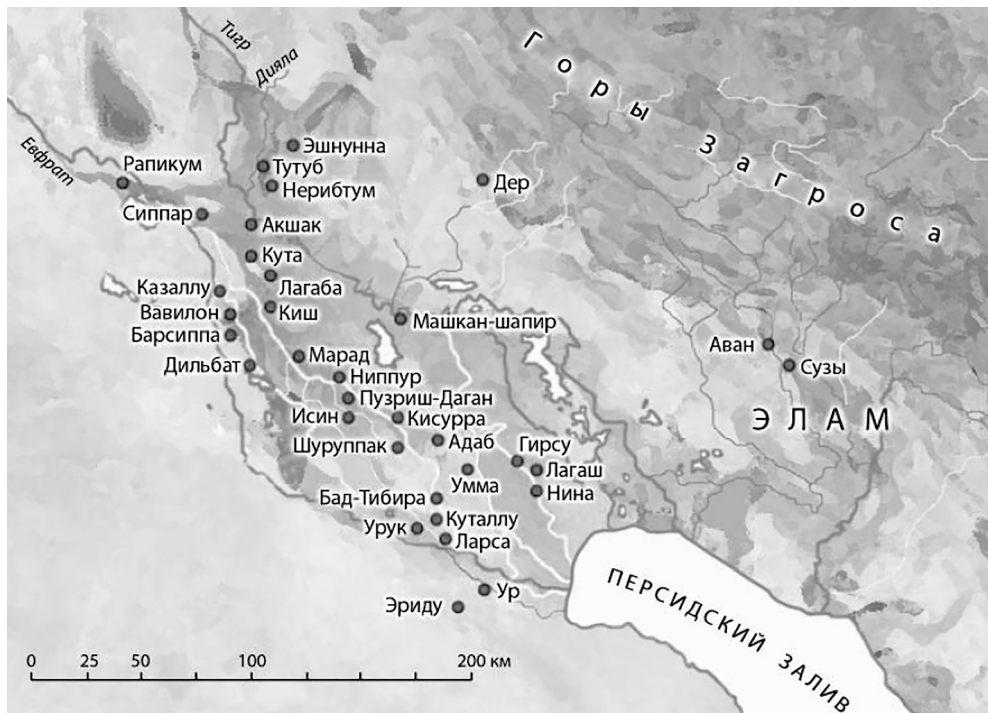 Тигр
Дияла
Горы Загроса
Евфрат
Эшнунна
Рапикум
Тутуб
Нерибтум
Дер
Сиппар
Акшак
Кута
Лагаба
Казаллу
Киш
Вавилон
Машкан-шапир
Барсиппа
Аван
Марад
Дильбат
Сузы
Ниппур
Пузриш-Даган
Исин
Кисурра
ЭЛАМ
Адаб
Шуруппак
Гирсу
Лагаш
Умма
Нина
Бад-Тибира
Куталлу
Урук
Ларса
Ур
Эриду
ПЕРСИДСКИЙ ЗАЛИВ
0 25 50 100 200 км